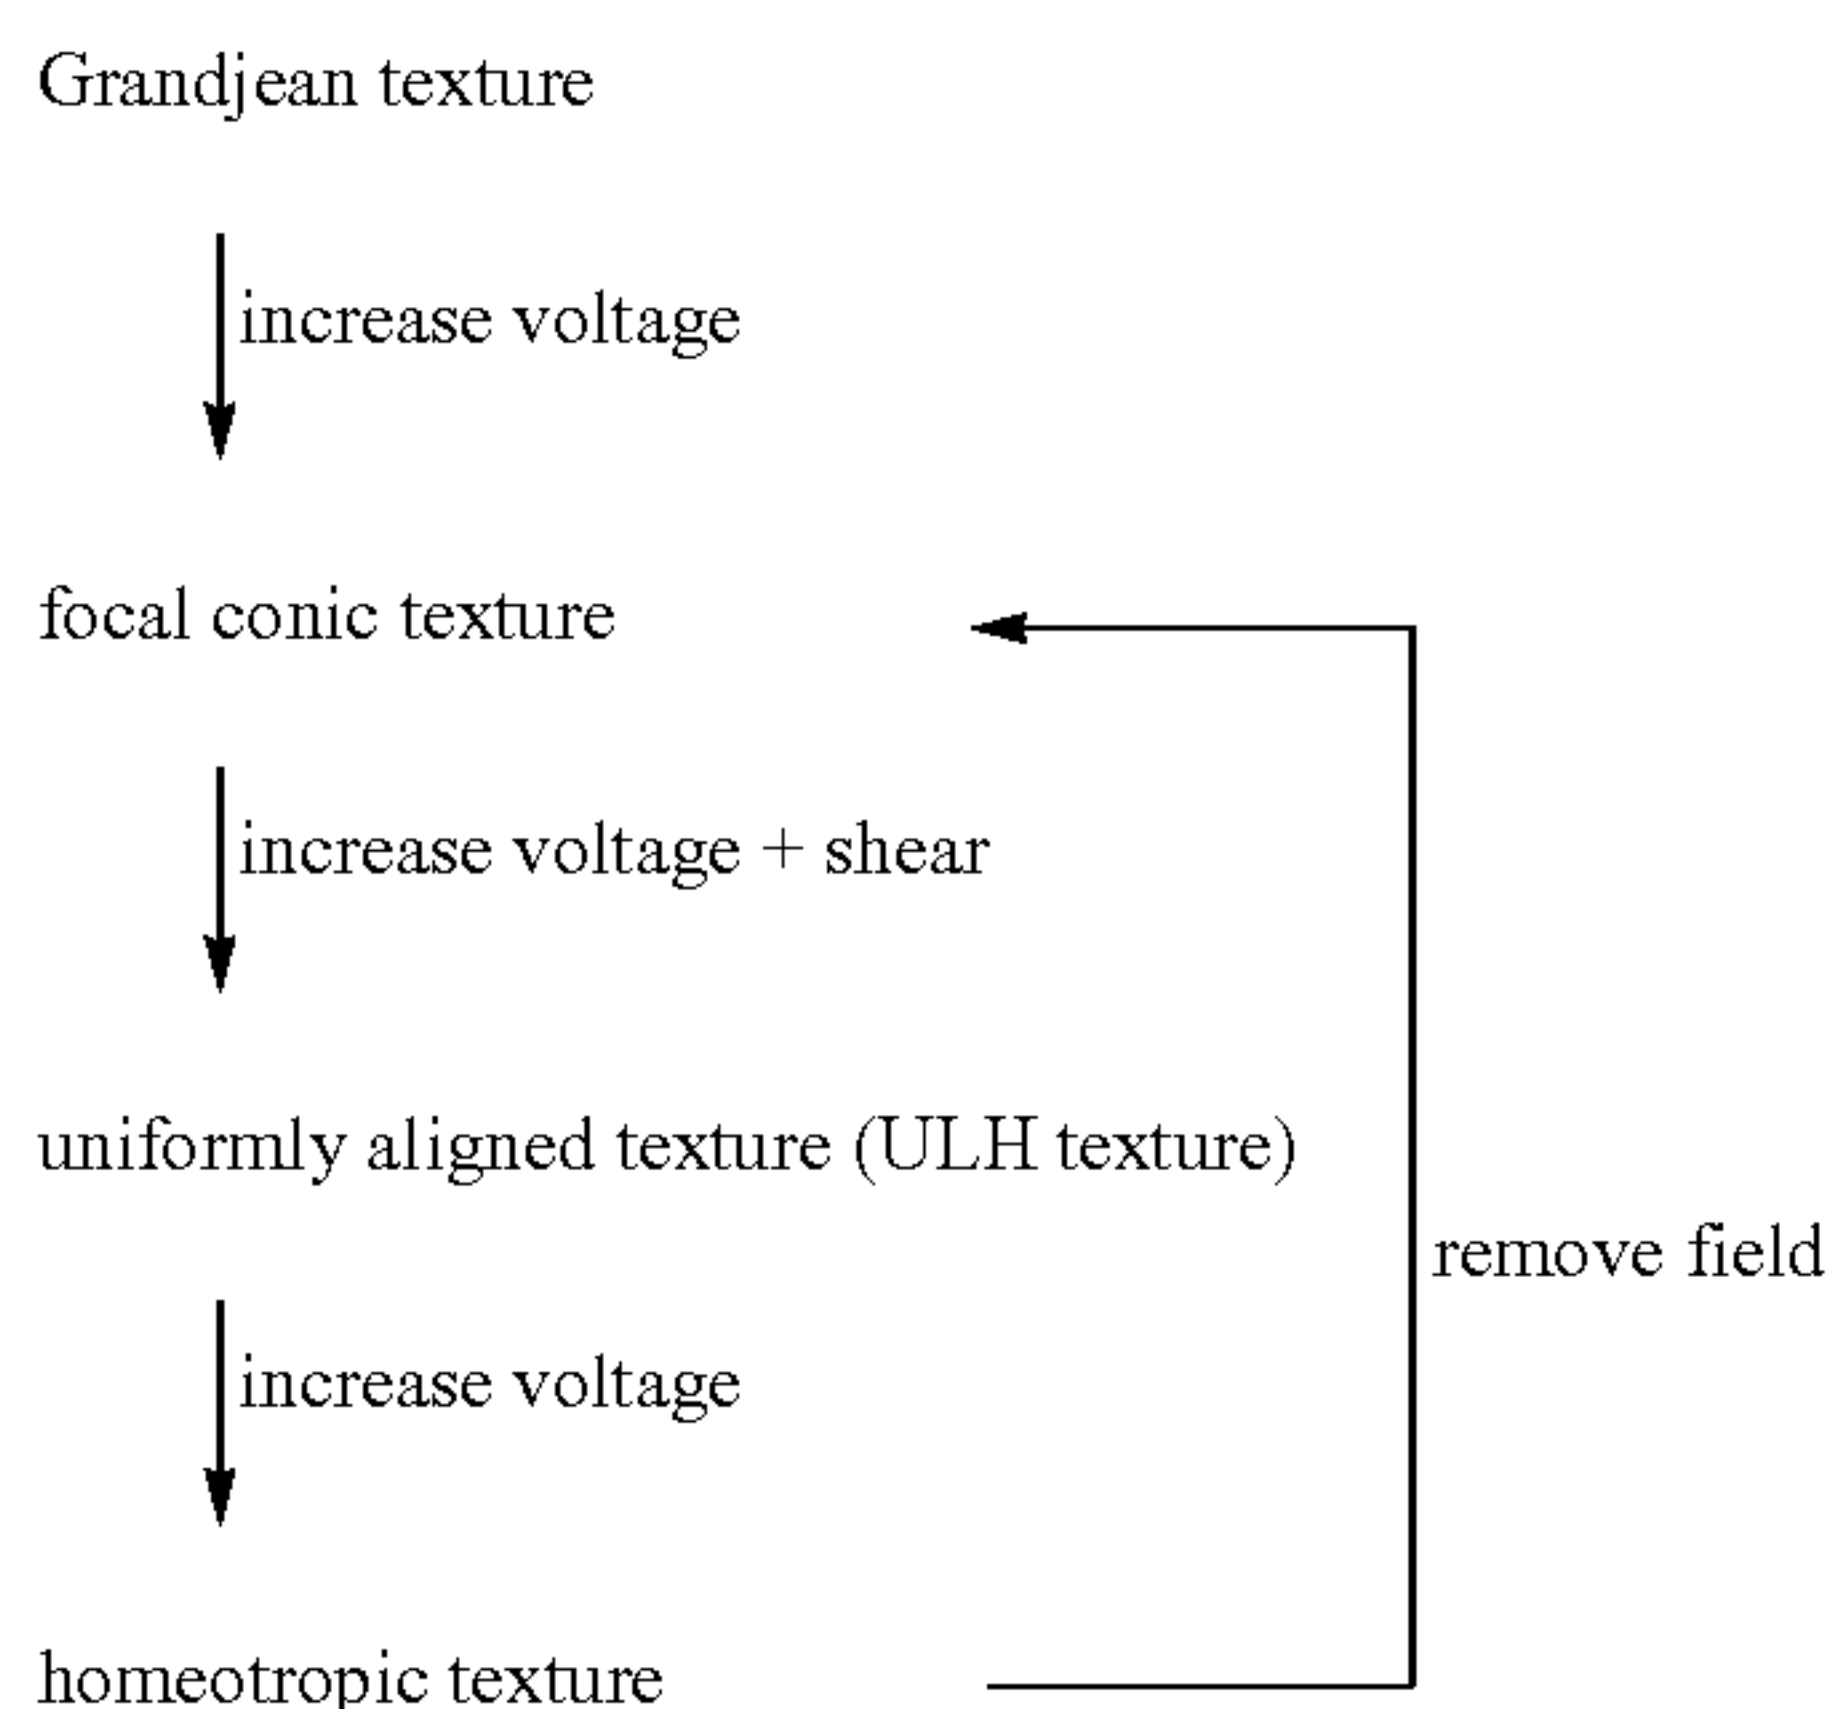 Grandjean texture
increase voltage
focal conic texture
increase voltage + shear
uniformly aligned texture (ULH texture)
remove field
increase voltage
homeotropic texture